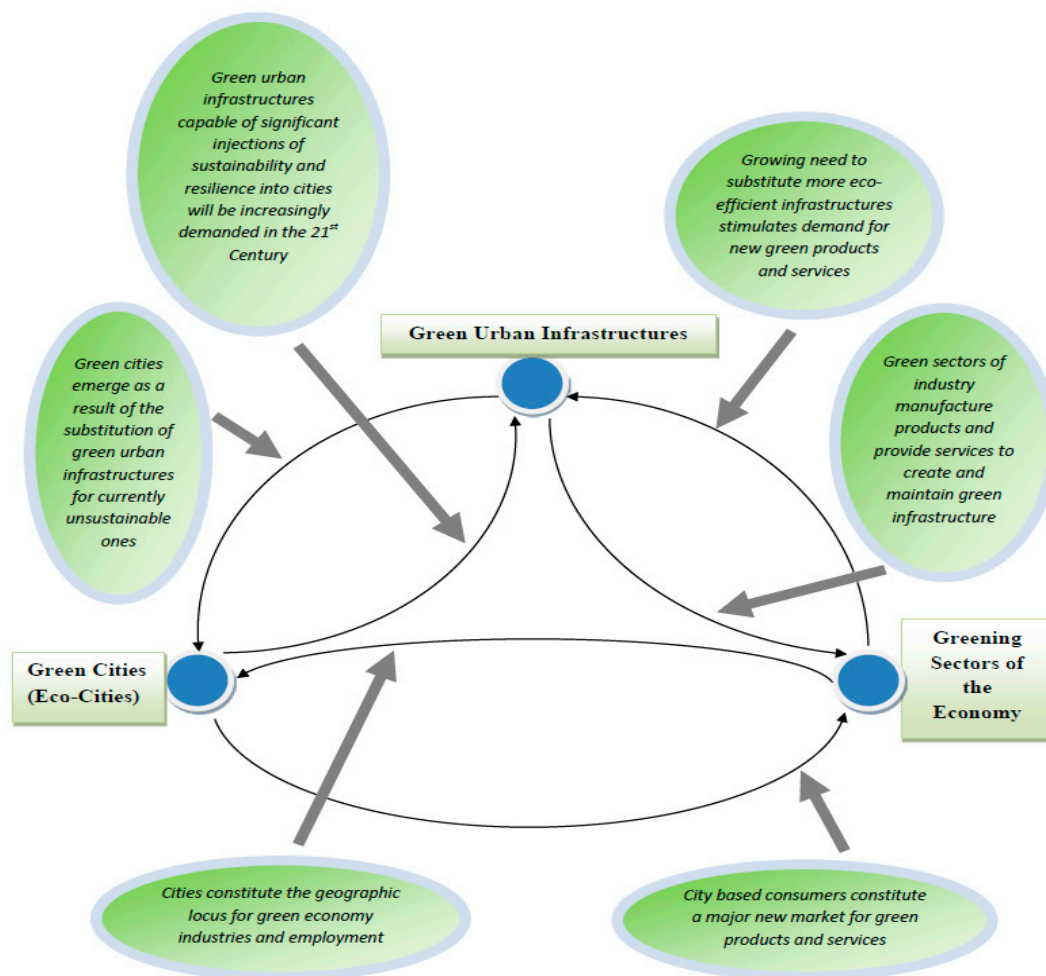 Green urban
infrastructures
capable of significant
injections of
sustainability and
resilience into cities
will be increasingly
demanded in the 21st
Century
Growing need to
substitute more eco-
efficient infrastructures
stimulates demand for
new green products
and services
Green Urban Infrastructures
Green cities
emerge as a
result of the
substitution of
green urban
infrastructures
for currently
unsustainable
ones
Green sectors of
industry
manufacture
products and
provide services to
create and
maintain green
infrastructure
Green Cities
(Eco-Cities)
Greening
Sectors of
the
Economy
Cities constitute the geographic
locus for green economy
industries and employment
City based consumers constitute
a major new market for green
products and services